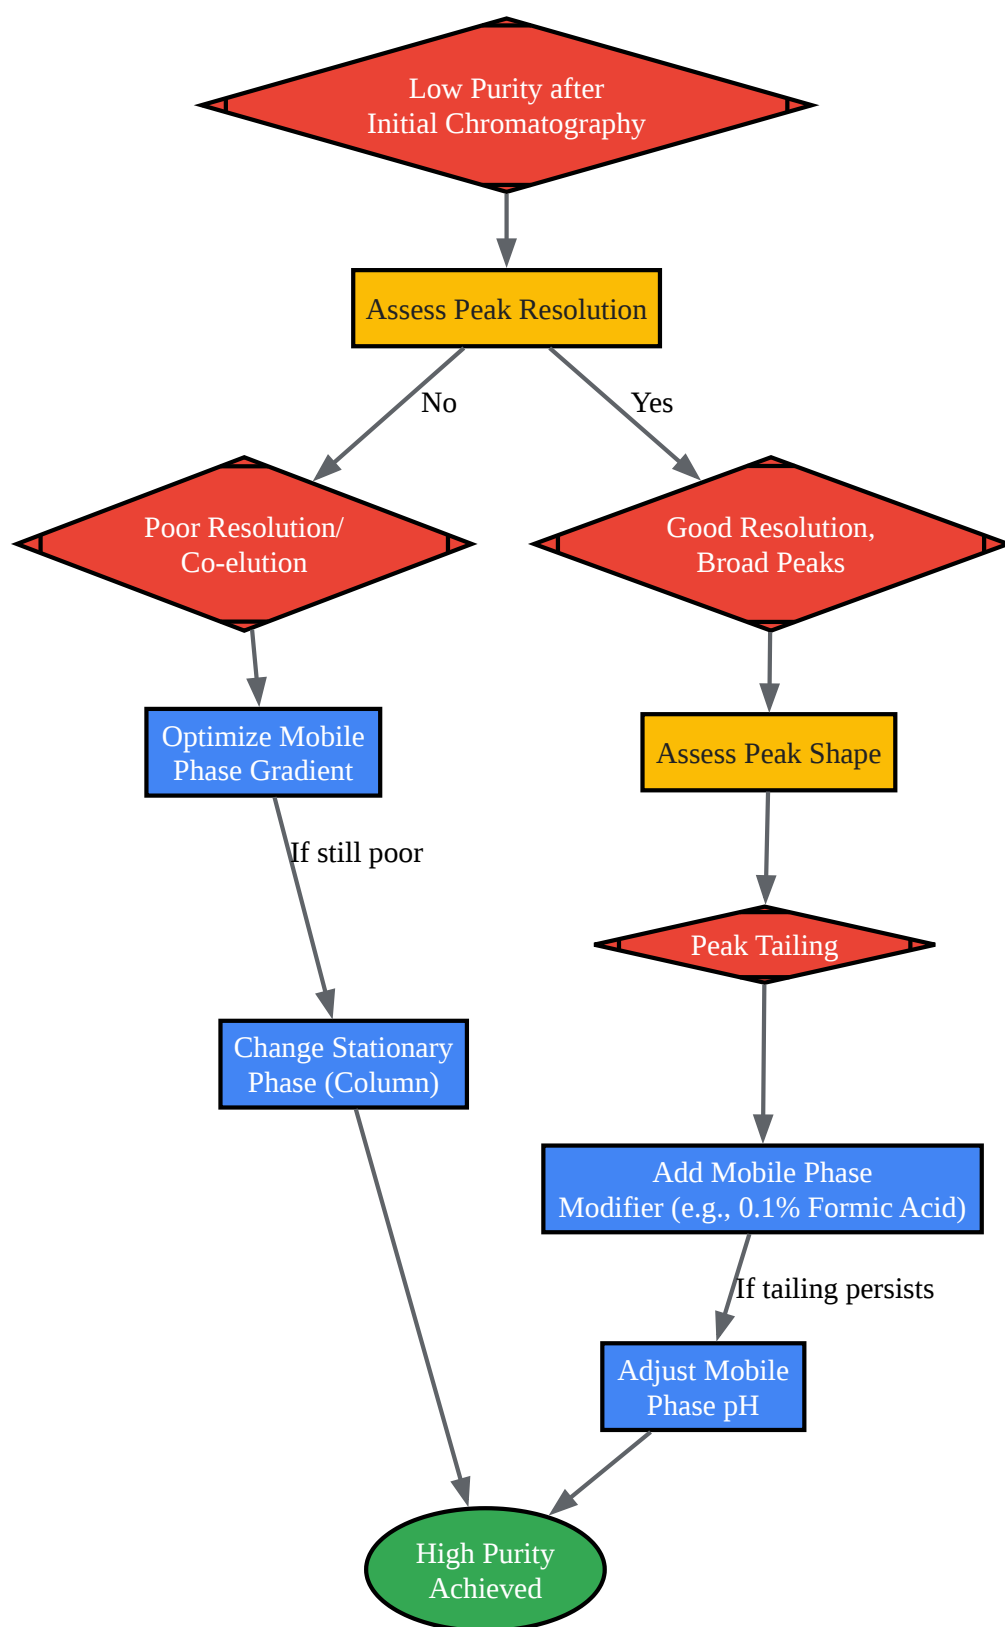 Low Purity after
Initial Chromatography
Assess Peak Resolution
No
Yes
Poor Resolution/
Co-elution
Good Resolution,
Broad Peaks
Optimize Mobile
Phase Gradient
Assess Peak Shape
If still poor
Peak Tailing
Change Stationary
Phase (Column)
Add Mobile Phase
Modifier (e.g., 0.1% Formic Acid)
If tailing persists
Adjust Mobile
Phase pH
High Purity
Achieved